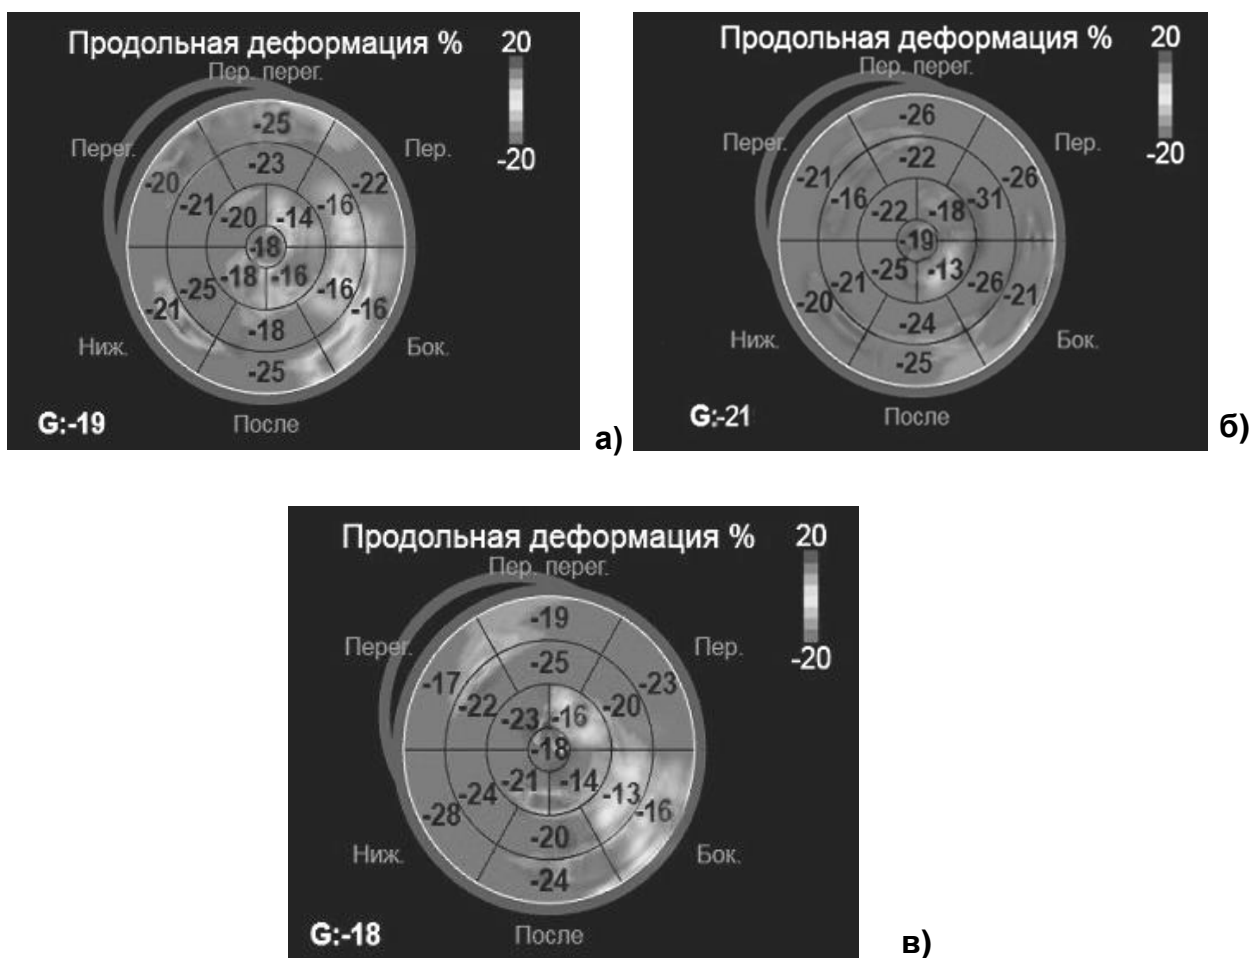 Продольная деформация % 20
Пер. перег.
-25
Перег. Пер.
-20
-23
-20 -22
-21 -16
-20 -14
-18
-18 -16
-25 -16
-21 -16
-18
Ниж. Бок.
-25
G:-19 После
а)
Продольная деформация % 20
Пер. перег.
-26
Перег. Пер.
-20
-22
-21 -26
-16 -31
-22 -18
-19
-25 -13
-21 -26
-20 -21
-24
Ниж. Бок.
-25
G:-21 После
б)
Продольная деформация % 20
Пер. перег.
-19
Перег. Пер.
-20
-25
-17 -23
-22 -20
-23 -16
-18
-21 -14
-24 -13
-28 -16
-20
Ниж. Бок.
-24
G:-18 После
в)